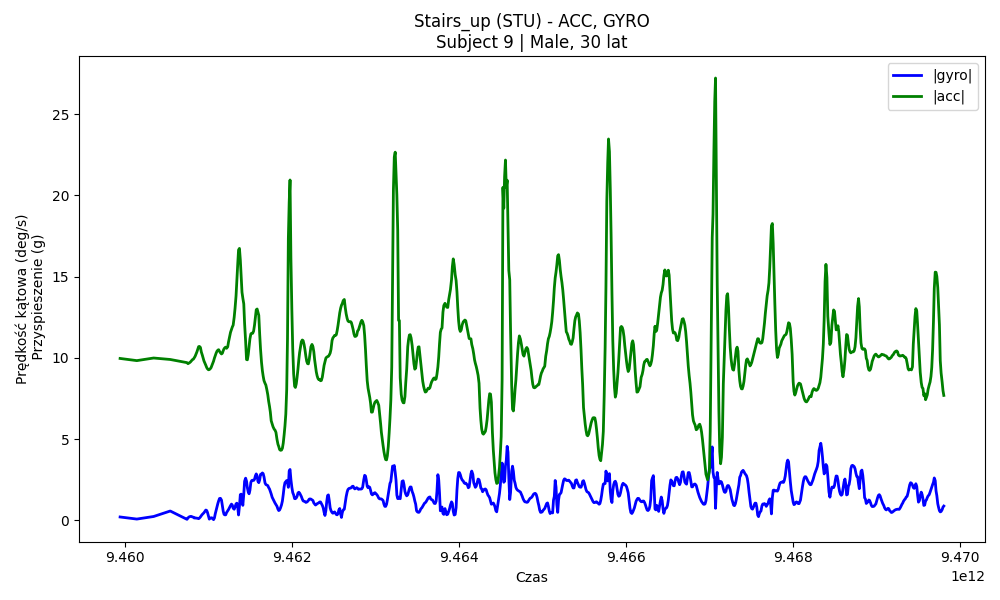 Stairs_up (STU) - ACC, GYRO
Subject 9 | Male, 30 lat
|gyro|
|acc|
Prędkość kątowa (deg/s)
Przyspieszenie (g)
25
20
15
10
5
0
9.460
9.462
9.464
9.466
9.468
9.470
1e12
Czas